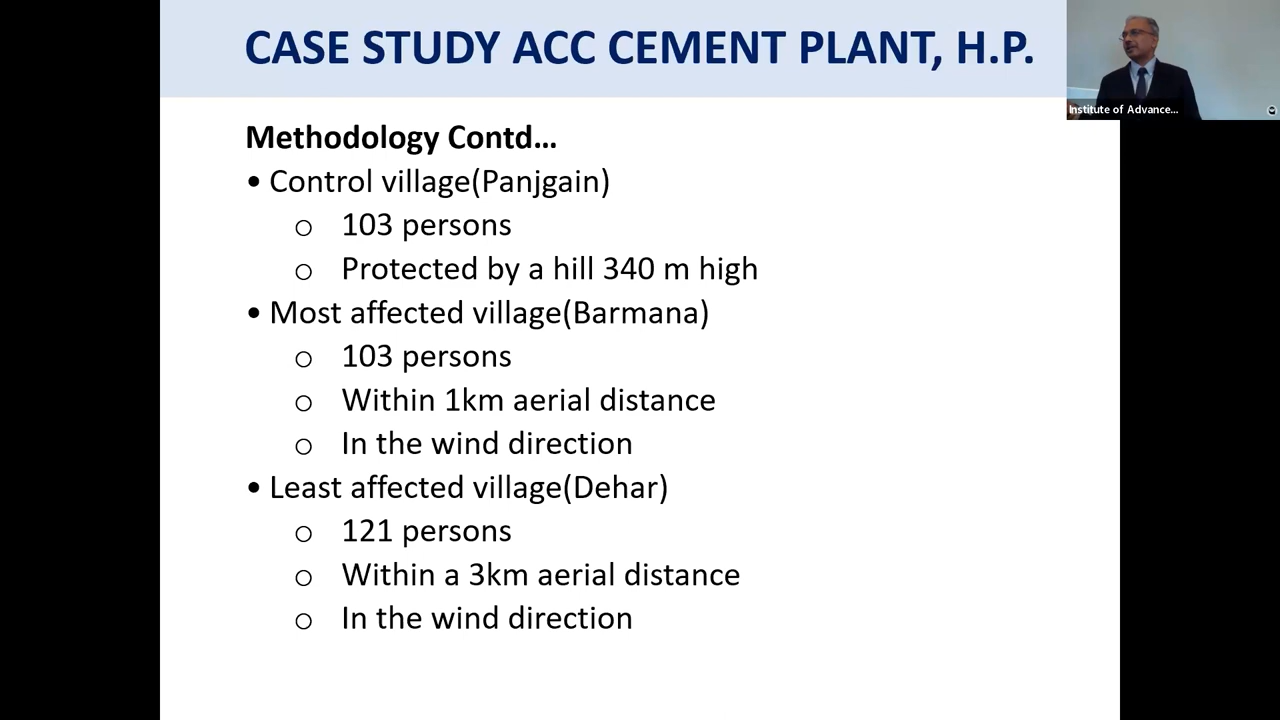 CASE STUDY ACC CEMENT PLANT, H.P.
Institute of Advance...
Methodology Contd...
• Control village(Panjgain)
o 103 persons
o Protected by a hill 340 m high
• Most affected village(Barmana)
o 103 persons
o Within 1km aerial distance
o In the wind direction
• Least affected village(Dehar)
o 121 persons
o Within a 3km aerial distance
o In the wind direction